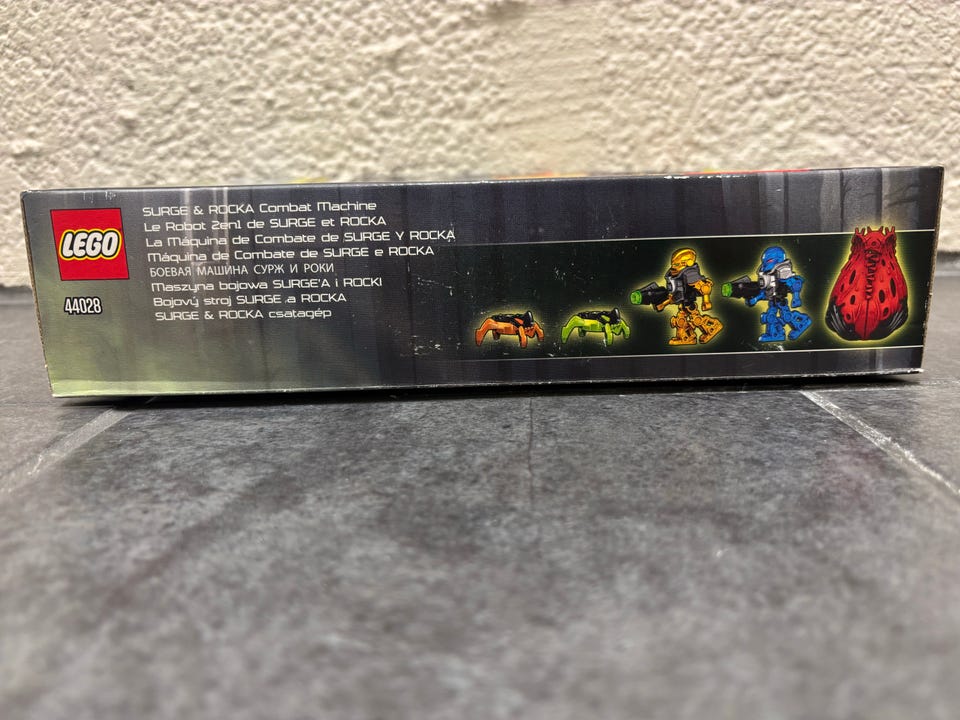 LEGO
44028
SURGE & ROCKA Combat Machine
Le Robot 2en1 de SURGE et ROCKA
La Máquina de Combate de SURGE Y ROCKA
Máquina de Combate de SURGE e ROCKA
БОЕВАЯ МАШИНА СУРЖ И РОКИ
Maszyna bojowa SURGE'A i ROCKI
Bojový stroj SURGE a ROCKA
SURGE & ROCKA csatagép